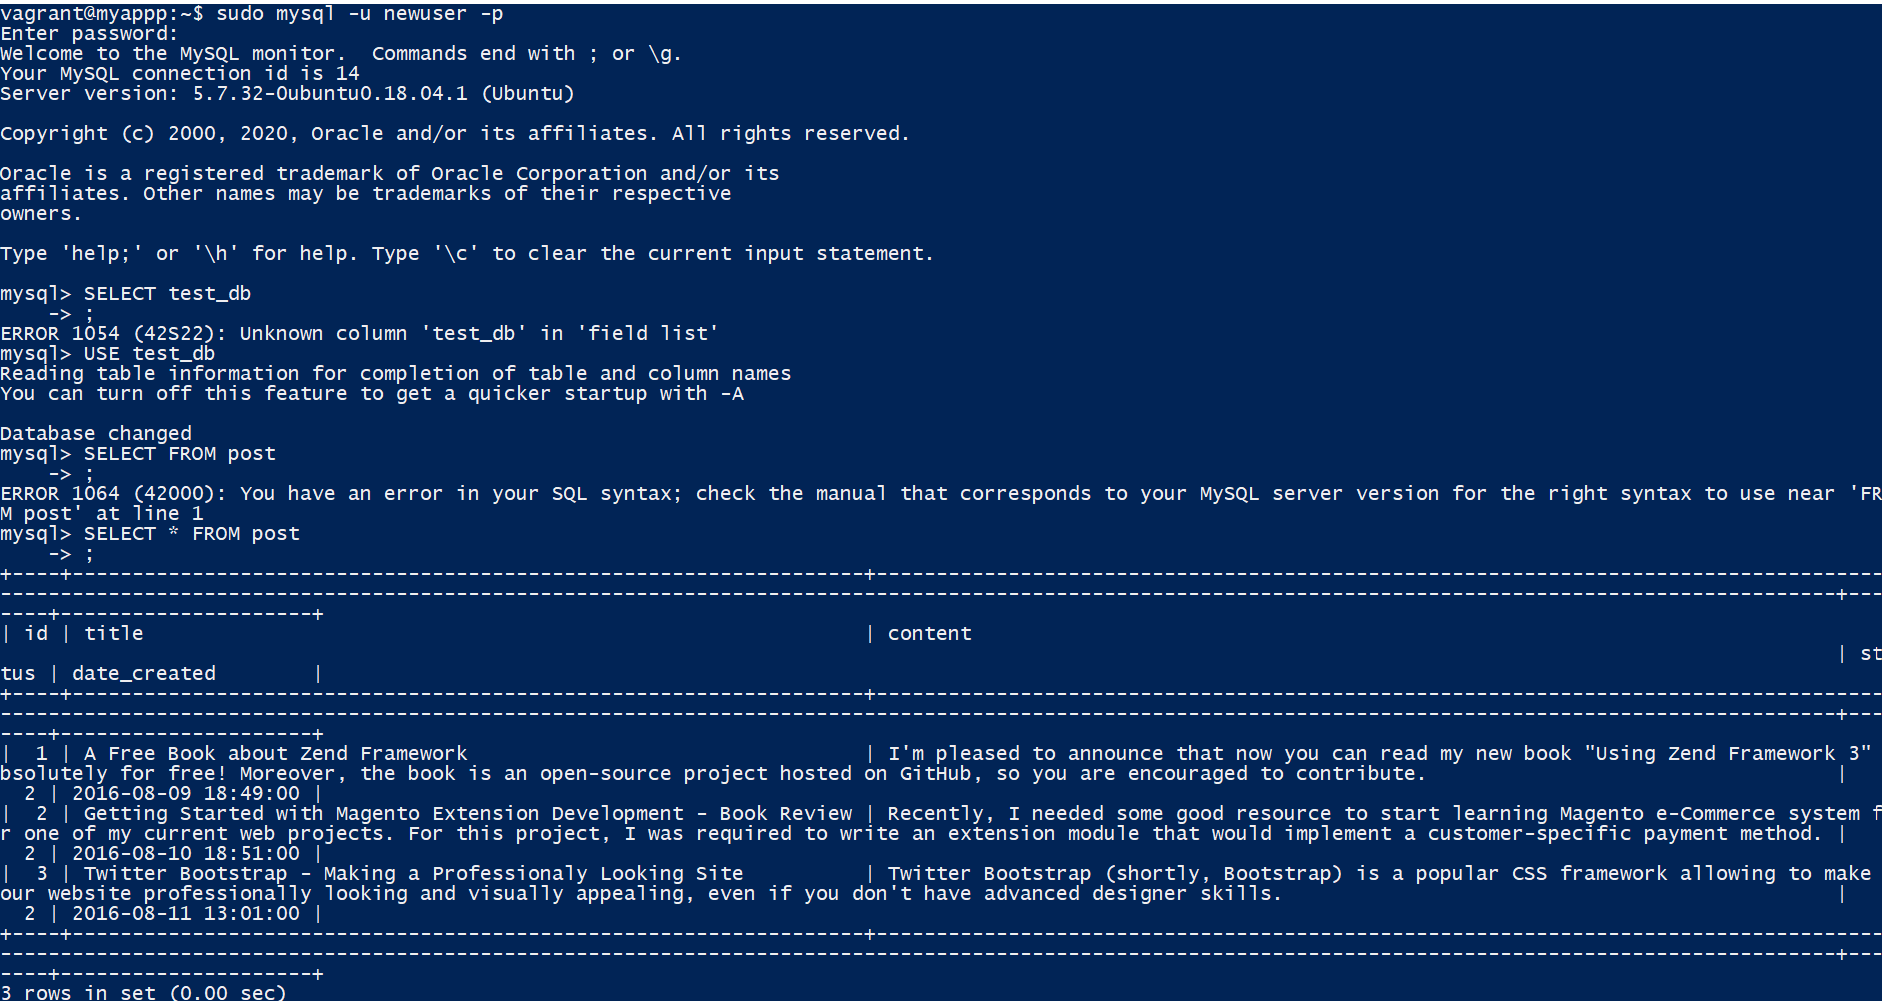 vagrant@myappp:~$ sudo mysql -u newuser -p
Enter password:
Welcome to the MySQL monitor.  Commands end with ; or \g.
Your MySQL connection id is 14
Server version: 5.7.32-0ubuntu0.18.04.1 (Ubuntu)

Copyright (c) 2000, 2020, Oracle and/or its affiliates. All rights reserved.

Oracle is a registered trademark of Oracle Corporation and/or its
affiliates. Other names may be trademarks of their respective
owners.

Type 'help;' or '\h' for help. Type '\c' to clear the current input statement.

mysql> SELECT test_db
    -> ;
ERROR 1054 (42S22): Unknown column 'test_db' in 'field list'
mysql> USE test_db
Reading table information for completion of table and column names
You can turn off this feature to get a quicker startup with -A

Database changed
mysql> SELECT FROM post
    -> ;
ERROR 1064 (42000): You have an error in your SQL syntax; check the manual that corresponds to your MySQL server version for the right syntax to use near 'FR
M post' at line 1
mysql> SELECT * FROM post
    -> ;
| id | title | content
| st
tus | date_created |
| 1 | A Free Book about Zend Framework | I'm pleased to announce that now you can read my new book "Using Zend Framework 3"
bsolutely for free! Moreover, the book is an open-source project hosted on GitHub, so you are encouraged to contribute. |
2 | 2016-08-09 18:49:00 |
| 2 | Getting Started with Magento Extension Development - Book Review | Recently, I needed some good resource to start learning Magento e-Commerce system f
r one of my current web projects. For this project, I was required to write an extension module that would implement a customer-specific payment method. |
2 | 2016-08-10 18:51:00 |
| 3 | Twitter Bootstrap - Making a Professionaly Looking Site | Twitter Bootstrap (shortly, Bootstrap) is a popular CSS framework allowing to make
our website professionally looking and visually appealing, even if you don't have advanced designer skills. |
2 | 2016-08-11 13:01:00 |
3 rows in set (0.00 sec)